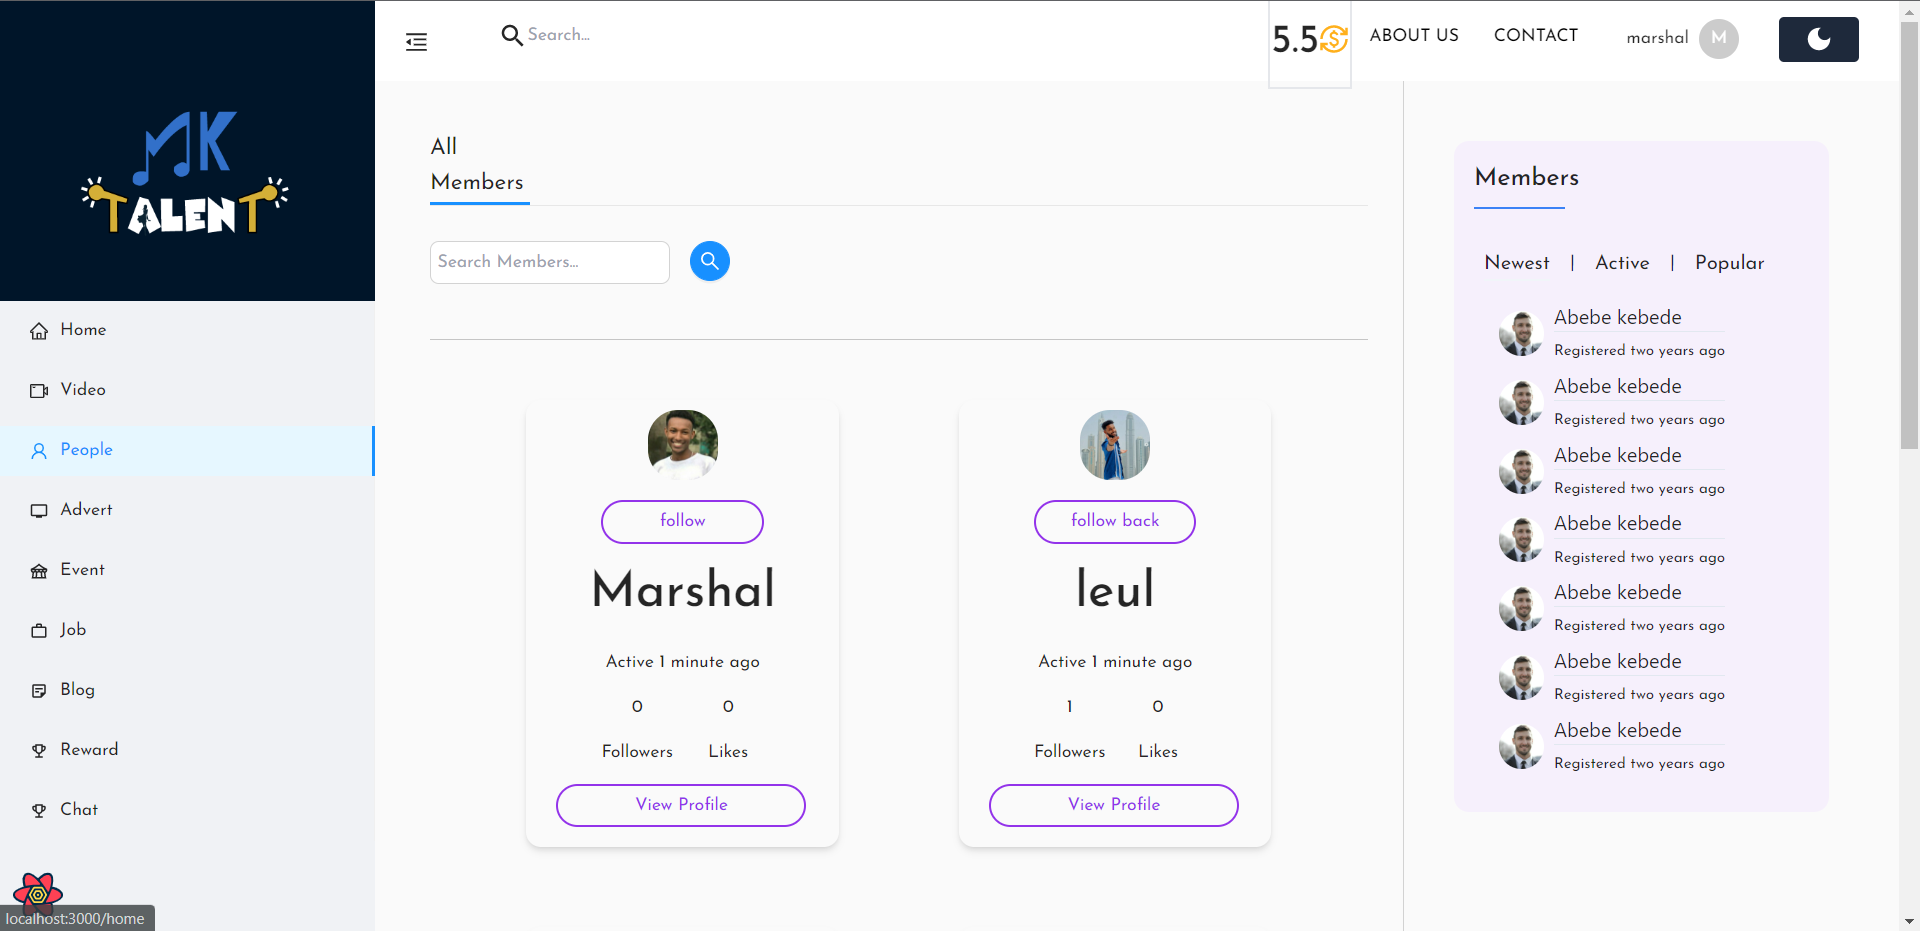 MK
TALENT
Search...
5.5
ABOUT US
CONTACT
marshal
M
Home
Video
People
Advert
Event
Job
Blog
Reward
Chat
localhost:3000/home
All
Members
Search Members...
follow
Marshal
Active 1 minute ago
0 0
Followers Likes
View Profile
follow back
leul
Active 1 minute ago
1 0
Followers Likes
View Profile
Members
Newest | Active | Popular
Abebe kebede
Registered two years ago
Abebe kebede
Registered two years ago
Abebe kebede
Registered two years ago
Abebe kebede
Registered two years ago
Abebe kebede
Registered two years ago
Abebe kebede
Registered two years ago
Abebe kebede
Registered two years ago